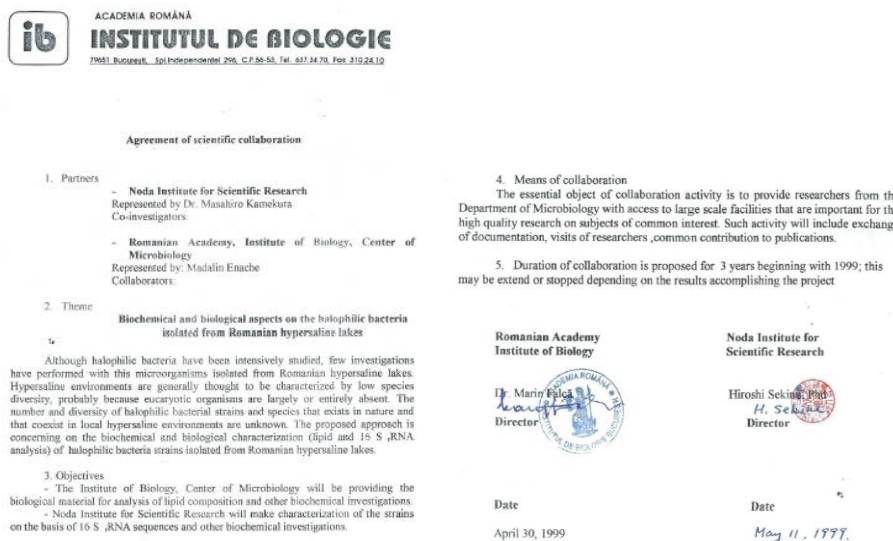 ib
ACADEMIA ROMÂNĂ
INSTITUTUL DE BIOLOGIE
79651 Bucureşti, Spl.Independentei 296, C.P.56-53, Tel. 637.34.70, Fax 310.24.10
Agreement of scientific collaboration
1. Partners
- Noda Institute for Scientific Research
Represented by Dr. Masahiro Kamekura
Co-investigators
- Romanian Academy, Institute of Biology, Center of
Microbiology
Represented by: Madalin Enache
Collaborators:
2. Theme
Biochemical and biological aspects on the halophilic bacteria
isolated from Romanian hypersaline lakes
Although halophilic bacteria have been intensively studied, few investigations
have performed with this microorganisms isolated from Romanian hypersaline lakes.
Hypersaline environments are generally thought to be characterized by low species
diversity, probably because eucaryotic organisms are largely or entirely absent. The
number and diversity of halophilic bacterial strains and species that exists in nature and
that coexist in local hypersaline environments are unknown. The proposed approach is
concerning on the biochemical and biological characterization (lipid and 16 S ,RNA
analysis) of halophilic bacteria strains isolated from Romanian hypersaline lakes.
3. Objectives
- The Institute of Biology, Center of Microbiology will be providing the
biological material for analysis of lipid composition and other biochemical investigations.
- Noda Institute for Scientific Research will make characterization of the strains
on the basis of 16 S ,RNA sequences and other biochemical investigations.
4. Means of collaboration
The essential object of collaboration activity is to provide researchers from th
Department of Microbiology with access to large scale facilities that are important for th
high quality research on subjects of common interest. Such activity will include exchang
of documentation, visits of researchers ,common contribution to publications.
5. Duration of collaboration is proposed for 3 years beginning with 1999; this
may be extend or stopped depending on the results accomplishing the project
Romanian Academy
Institute of Biology
Dr. Marin Falcă
Director
ACADEMIA ROMÂNĂ
INSTITUTUL DE BIOLOGIE BUCUREŞTI
Noda Institute for
Scientific Research
Hiroshi Sekine, Phd
H. Sekine
Director
Date
April 30, 1999
Date
May 11, 1999.